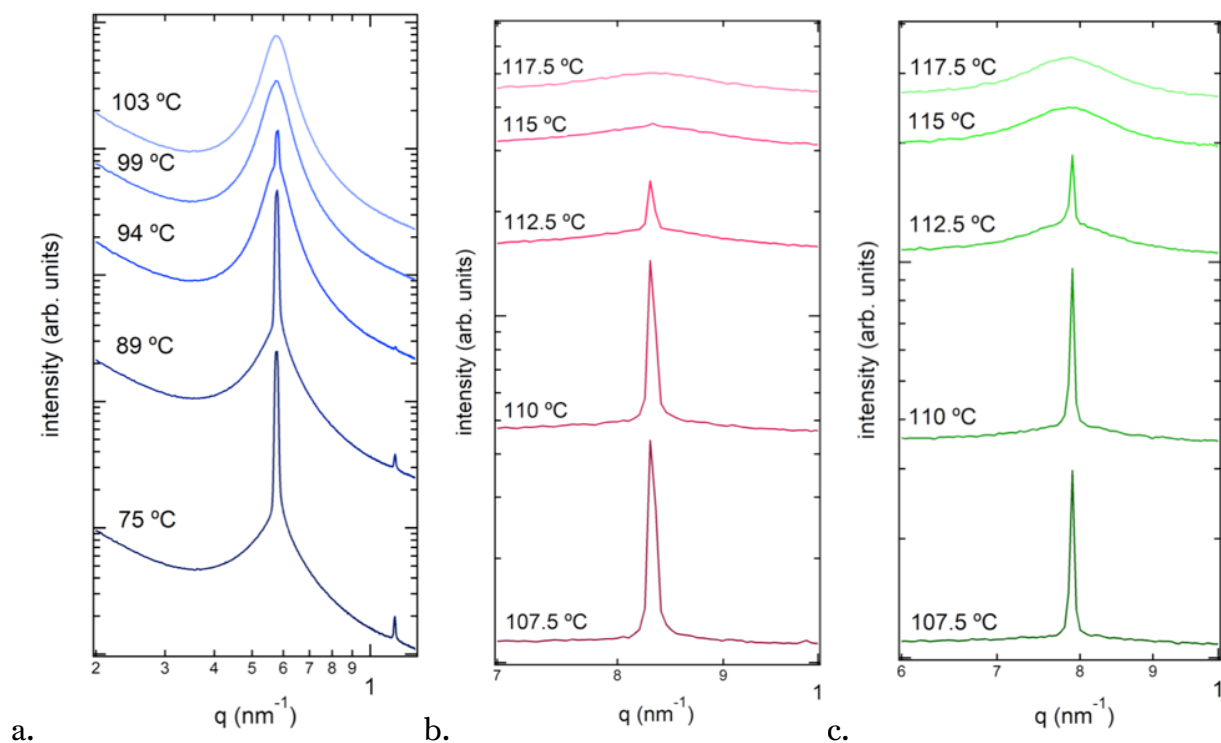 intensity (arb. units)
103 ºC
99 ºC
94 ºC
89 ºC
75 ºC
2 3 4 5 6 7 8 9 1
q (nm⁻¹)
a.
intensity (arb. units)
117.5 ºC
115 ºC
112.5 ºC
110 ºC
107.5 ºC
7 8 9 1
q (nm⁻¹)
b.
intensity (arb. units)
117.5 ºC
115 ºC
112.5 ºC
110 ºC
107.5 ºC
6 7 8 9 1
q (nm⁻¹)
c.